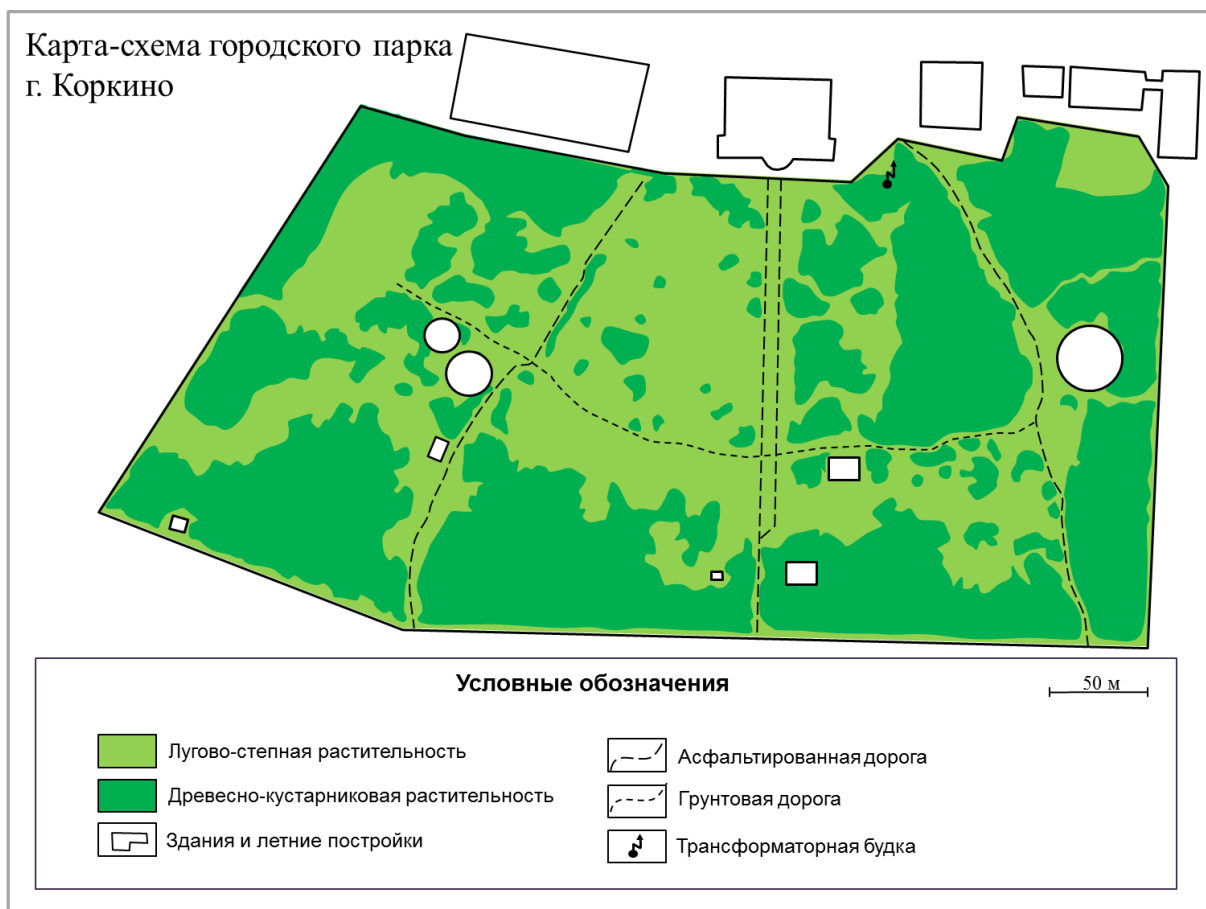 Карта-схема городского парка
г. Коркино
Условные обозначения
50 м
Лугово-степная растительность
Древесно-кустарниковая растительность
Здания и летние постройки
Асфальтированная дорога
Грунтовая дорога
Трансформаторная будка